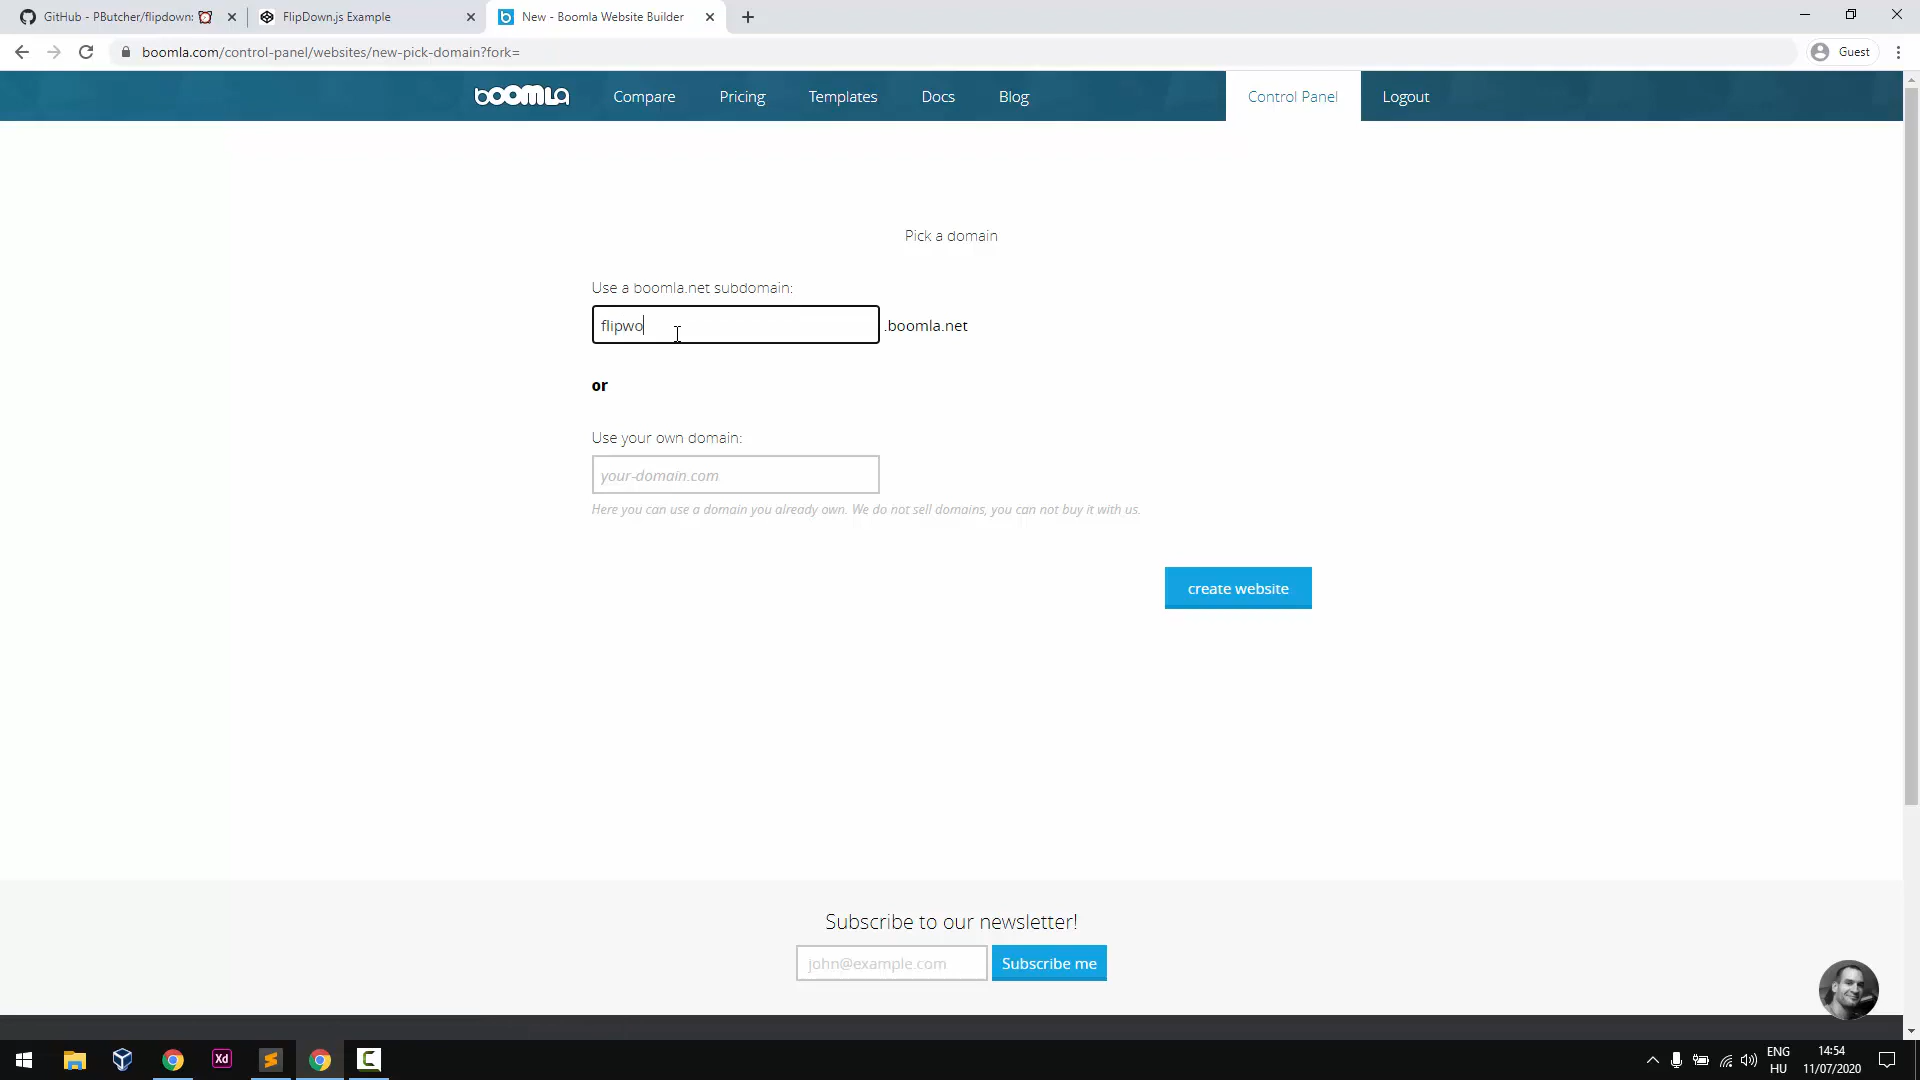 GitHub - PButcher/flipdown:
FlipDown.js Example
New - Boomla Website Builder
boomla.com/control-panel/websites/new-pick-domain?fork=
Guest
boomla
Compare
Pricing
Templates
Docs
Blog
Control Panel
Logout
Pick a domain
Use a boomla.net subdomain:
flipwo
.boomla.net
or
Use your own domain:
your-domain.com
Here you can use a domain you already own. We do not sell domains, you can not buy it with us.
create website
Subscribe to our newsletter!
john@example.com
Subscribe me
Xd
ENG
HU
14:54
11/07/2020